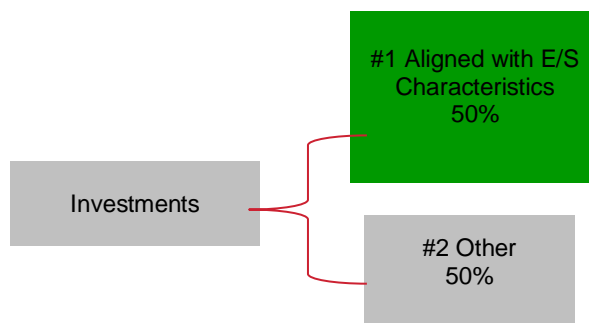 #1 Aligned with E/S
Characteristics
50%
Investments
#2 Other
50%